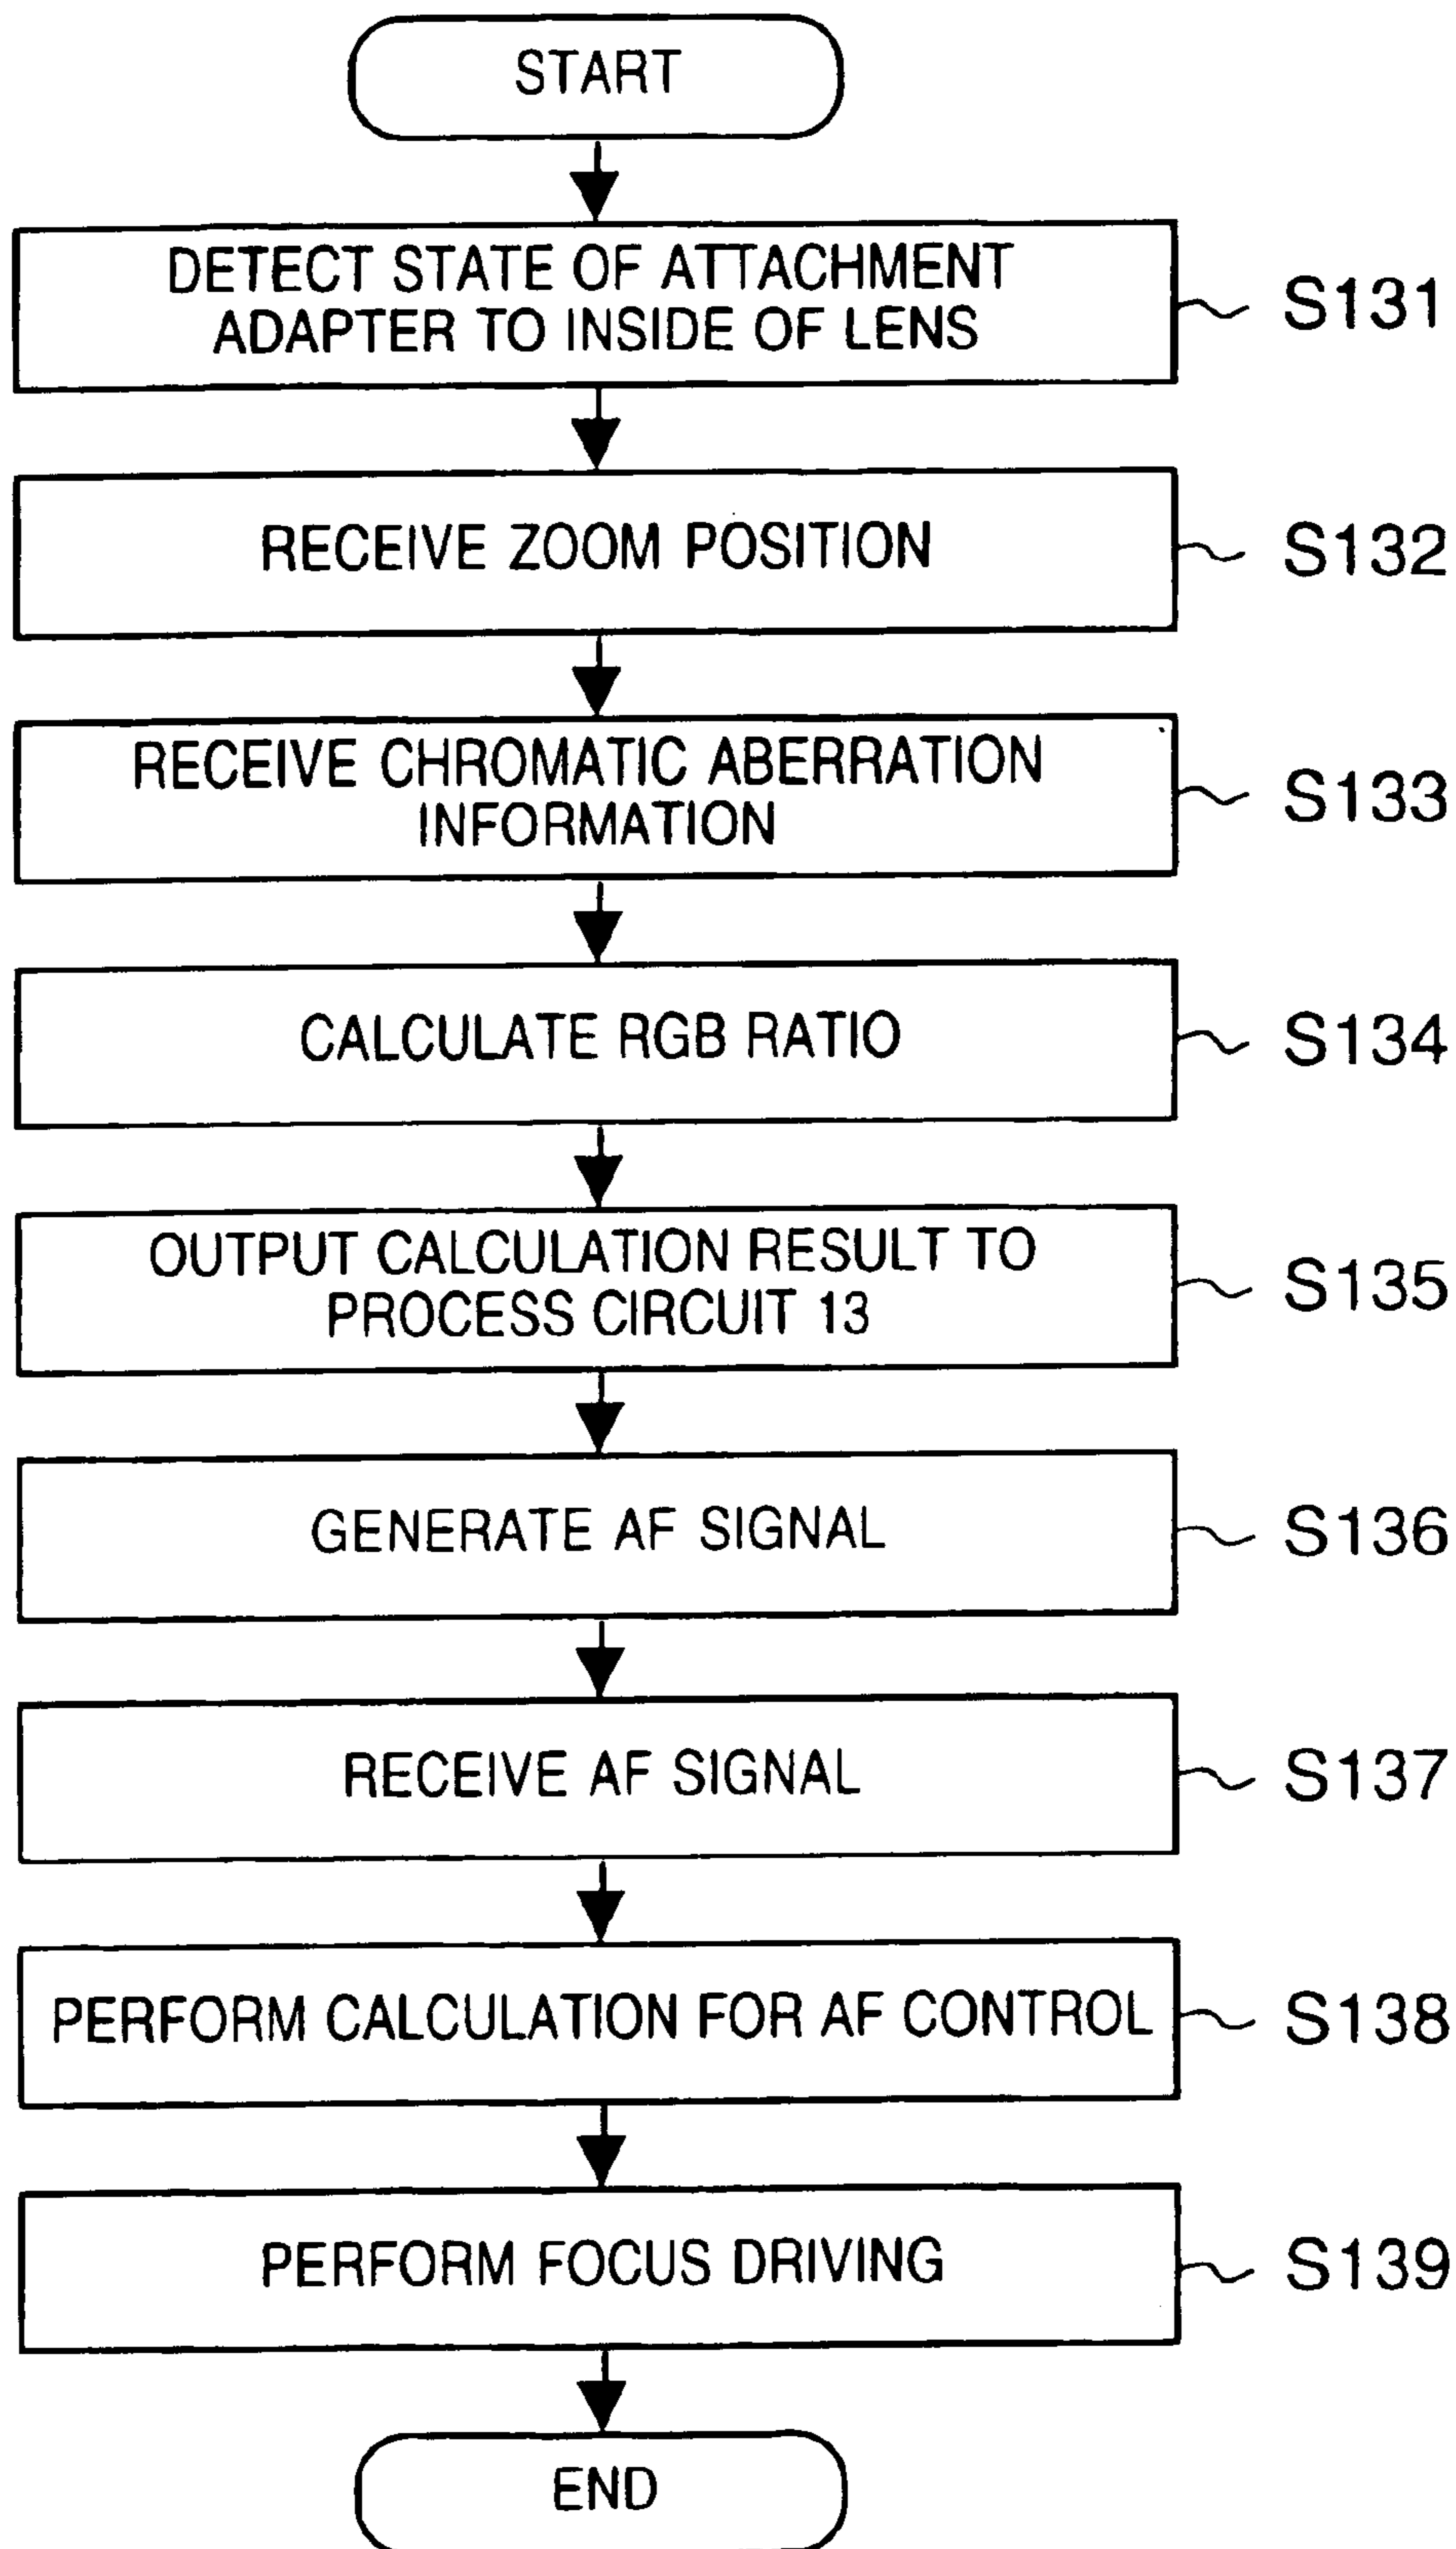 START
DETECT STATE OF ATTACHMENT
ADAPTER TO INSIDE OF LENS
S131
RECEIVE ZOOM POSITION
S132
RECEIVE CHROMATIC ABERRATION
INFORMATION
S133
CALCULATE RGB RATIO
S134
OUTPUT CALCULATION RESULT TO
PROCESS CIRCUIT 13
S135
GENERATE AF SIGNAL
S136
RECEIVE AF SIGNAL
S137
PERFORM CALCULATION FOR AF CONTROL
S138
PERFORM FOCUS DRIVING
S139
END